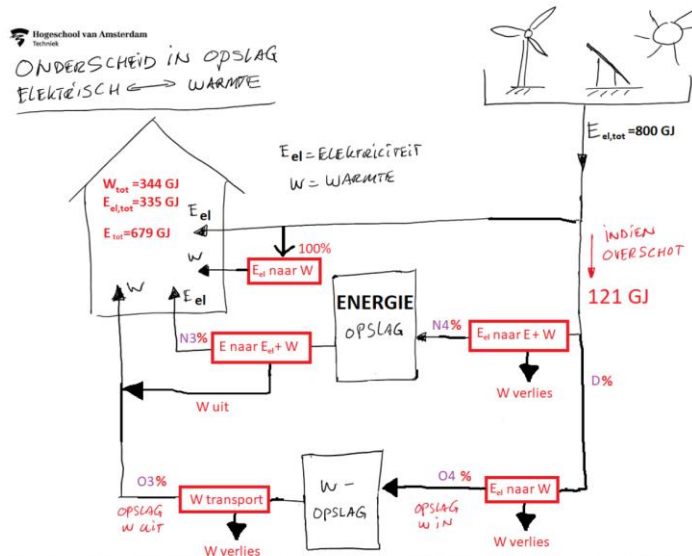 Hogeschool van Amsterdam
Techniek
ONDERSCHEID IN OPSLAG
ELEKTRISCH ⟷ WARMTE
E el,tot =800 GJ
E el = ELEKTRICITEIT
W = WARMTE
W tot =344 GJ
E el,tot =335 GJ
E tot =679 GJ
E el
W
100%
E el naar W
INDIEN
OVERSCHOT
121 GJ
W
E el
ENERGIE
OPSLAG
N3%
E naar E el + W
N4%
E el naar E+ W
W verlies
D%
W uit
O3%
W transport
W -
OPSLAG
O4 %
E el naar W
OPSLAG
W UIT
OPSLAG
W IN
W verlies
W verlies